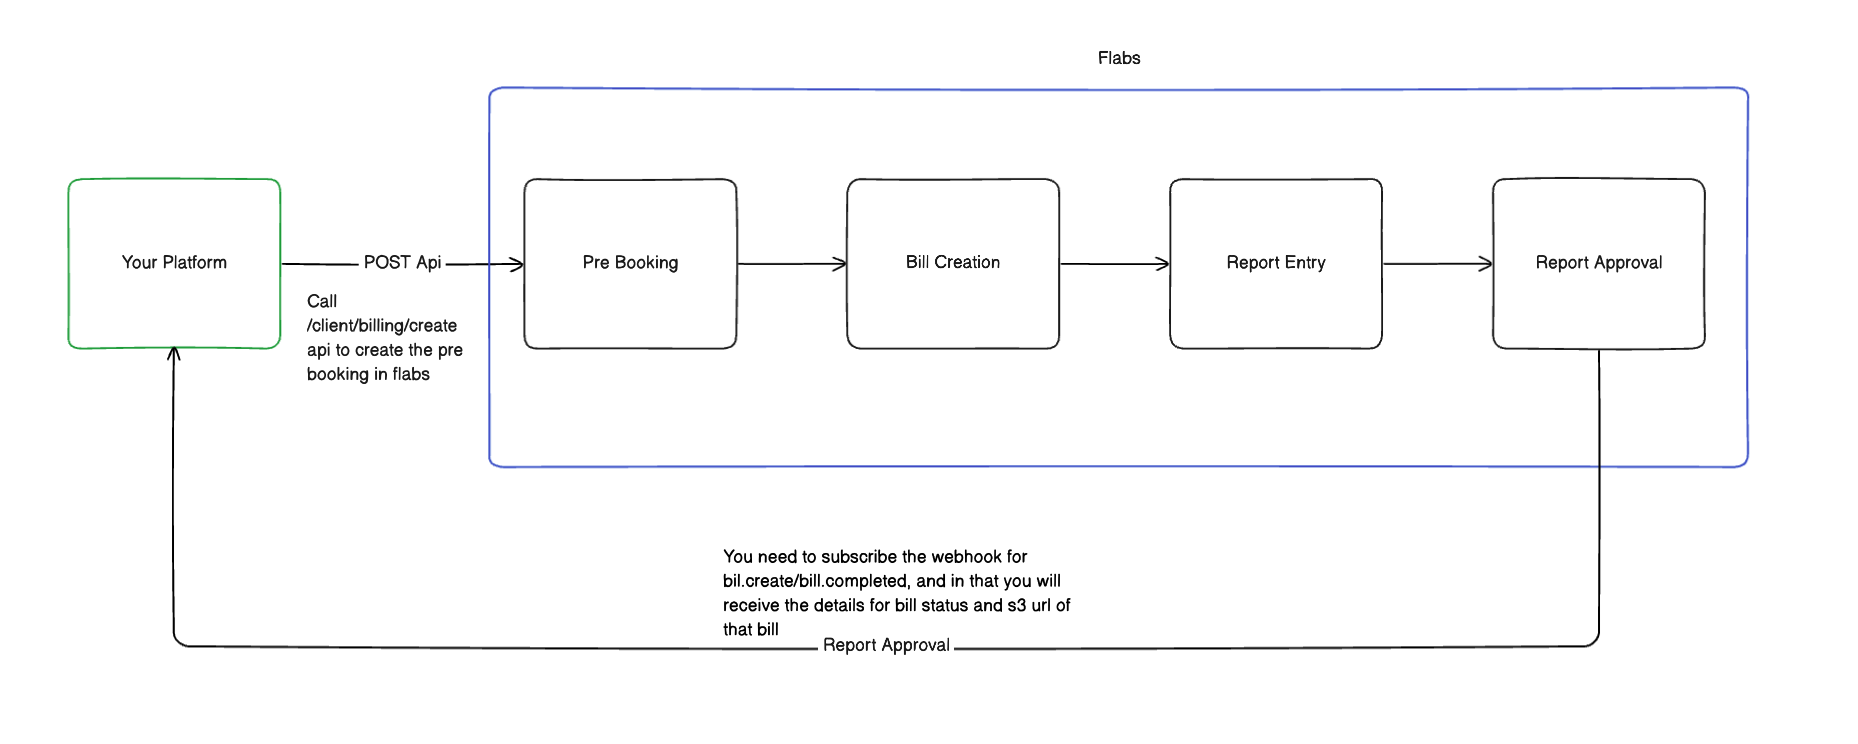 Flabs
Your Platform
POST Api
Pre Booking
Bill Creation
Report Entry
Report Approval
Call
/client/billing/create
api to create the pre
booking in flabs
You need to subscribe the webhook for
bil.create/bill.completed, and in that you will
receive the details for bill status and s3 url of
that bill
Report Approval